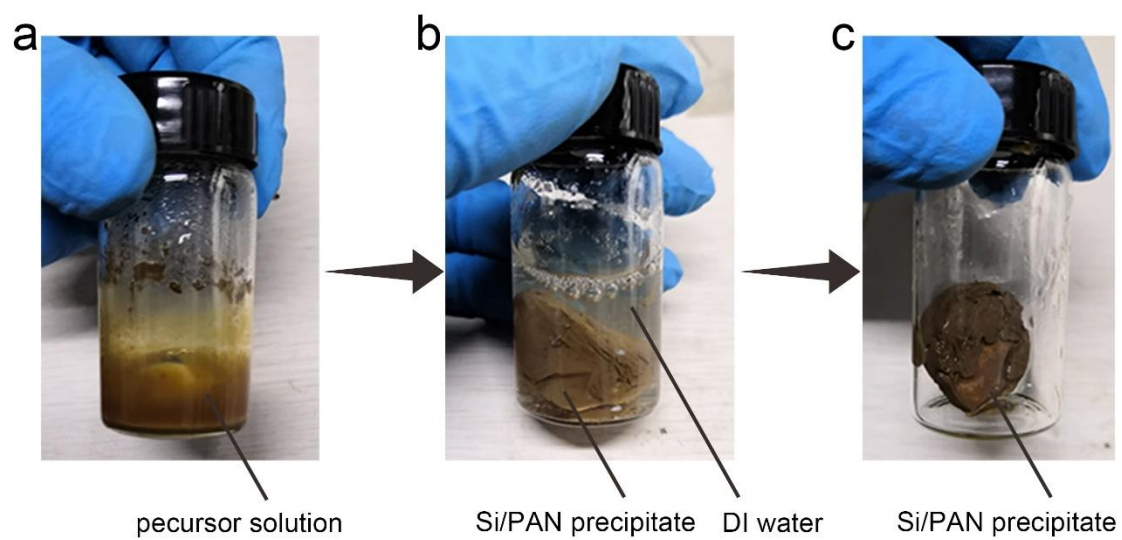 a
b
c
pecursor solution
Si/PAN precipitate
DI water
Si/PAN precipitate